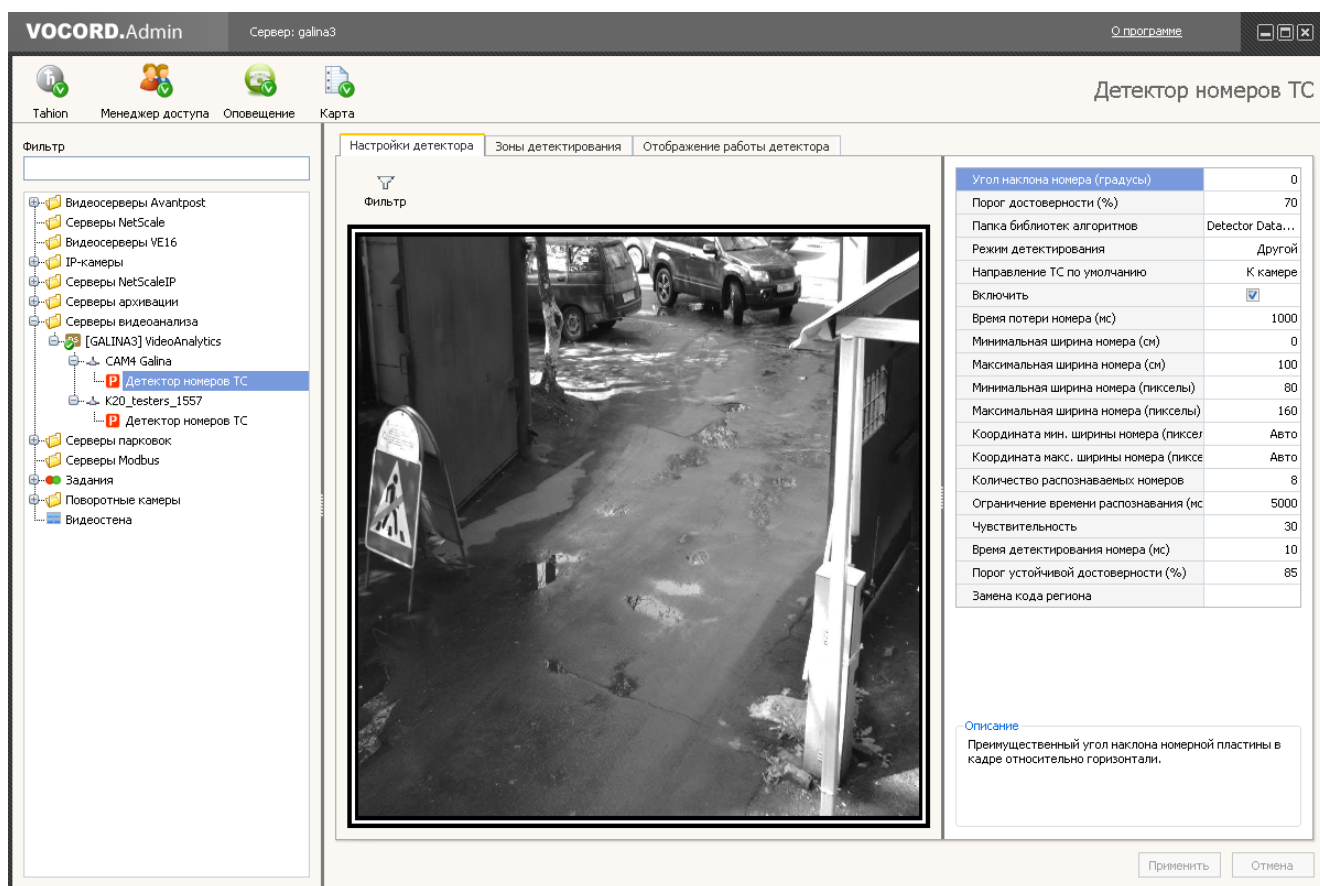 VOCORD.Admin Сервер: galina3 О программе
Tahion Менеджер доступа Оповещение Карта
Детектор номеров ТС
Фильтр
Видеосерверы Avantpost
Серверы NetScale
Видеосерверы VE16
IP-камеры
Серверы NetScaleIP
Серверы архивации
Серверы видеоанализа
[GALINA3] VideoAnalytics
CAM4 Galina
Детектор номеров ТС
K20_testers_1557
Детектор номеров ТС
Серверы парковок
Серверы Modbus
Задания
Поворотные камеры
Видеостена
Настройки детектора Зоны детектирования Отображение работы детектора
Фильтр
Угол наклона номера (градусы) 0
Порог достоверности (%) 70
Папка библиотек алгоритмов Detector Data...
Режим детектирования Другой
Направление ТС по умолчанию К камере
Включить
Время потери номера (мс) 1000
Минимальная ширина номера (см) 0
Максимальная ширина номера (см) 100
Минимальная ширина номера (пикселы) 80
Максимальная ширина номера (пикселы) 160
Координата мин. ширины номера (пиксел Авто
Координата макс. ширины номера (пиксе Авто
Количество распознаваемых номеров 8
Ограничение времени распознавания (мс 5000
Чувствительность 30
Время детектирования номера (мс) 10
Порог устойчивой достоверности (%) 85
Замена кода региона
Описание
Преимущественный угол наклона номерной пластины в
кадре относительно горизонтали.
Применить Отмена